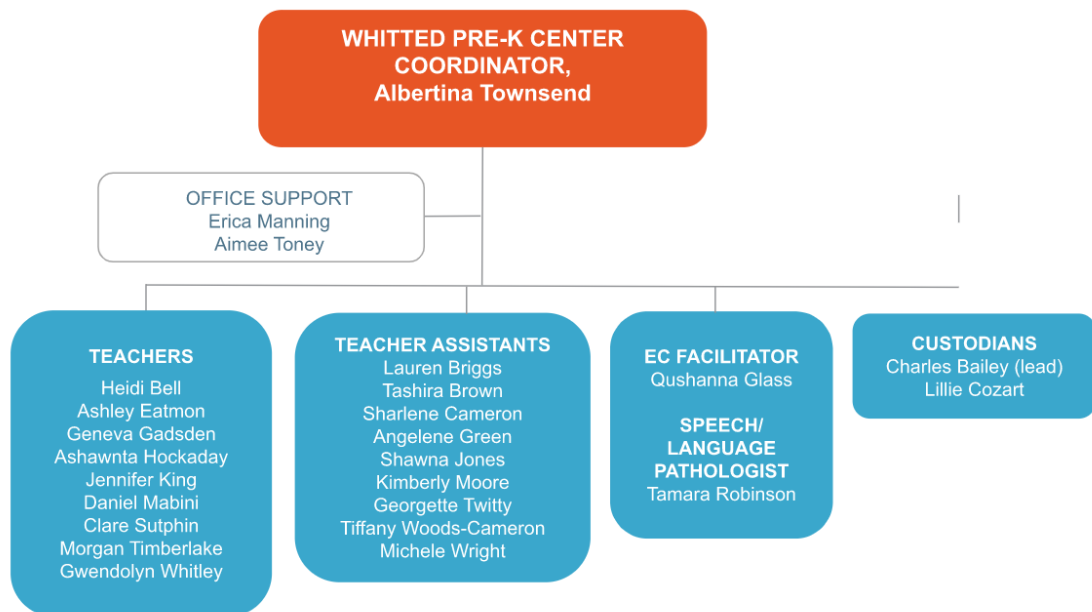 WHITTED PRE-K CENTER
COORDINATOR,
Albertina Townsend
OFFICE SUPPORT
Erica Manning
Aimee Toney
TEACHERS
Heidi Bell
Ashley Eatmon
Geneva Gadsden
Ashawnta Hockaday
Jennifer King
Daniel Mabini
Clare Sutphin
Morgan Timberlake
Gwendolyn Whitley
TEACHER ASSISTANTS
Lauren Briggs
Tashira Brown
Sharlene Cameron
Angelene Green
Shawna Jones
Kimberly Moore
Georgette Twitty
Tiffany Woods-Cameron
Michele Wright
EC FACILITATOR
Qushanna Glass
SPEECH/
LANGUAGE
PATHOLOGIST
Tamara Robinson
CUSTODIANS
Charles Bailey (lead)
Lillie Cozart